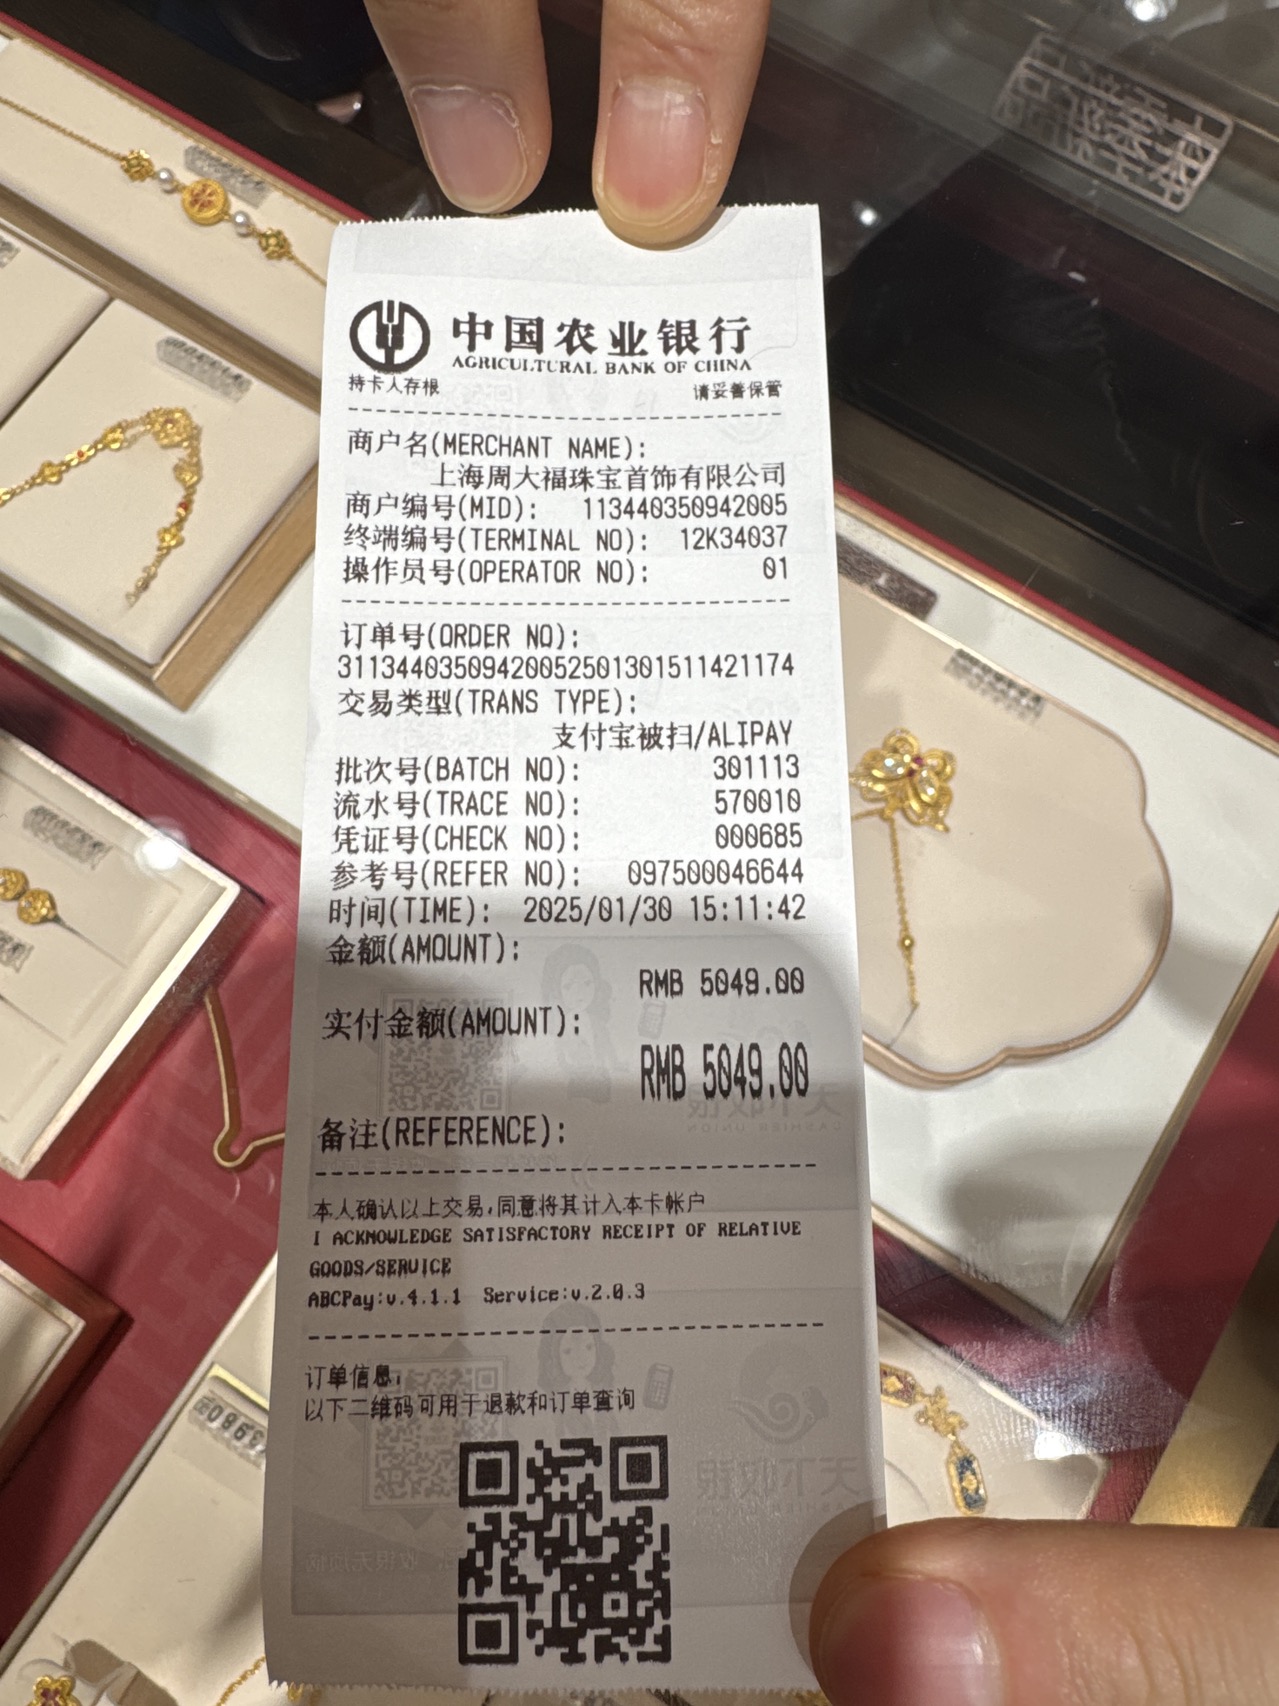 中国农业银行
AGRICULTURAL BANK OF CHINA
持卡人存根 请妥善保管
商户名(MERCHANT NAME):
上海周大福珠宝首饰有限公司
商户编号(MID): 113440350942005
终端编号(TERMINAL NO): 12K34037
操作员号(OPERATOR NO): 01
订单号(ORDER NO):
31134403509420052501301511421174
交易类型(TRANS TYPE):
支付宝被扫/ALIPAY
批次号(BATCH NO): 301113
流水号(TRACE NO): 570010
凭证号(CHECK NO): 000685
参考号(REFER NO): 097500046644
时间(TIME): 2025/01/30 15:11:42
金额(AMOUNT):
RMB 5049.00
实付金额(AMOUNT):
RMB 5049.00
备注(REFERENCE):
本人确认以上交易,同意将其计入本卡帐户
I ACKNOWLEDGE SATISFACTORY RECEIPT OF RELATIVE
GOODS/SERVICE
ABCPay:v.4.1.1 Service:v.2.0.3
订单信息:
以下二维码可用于退款和订单查询